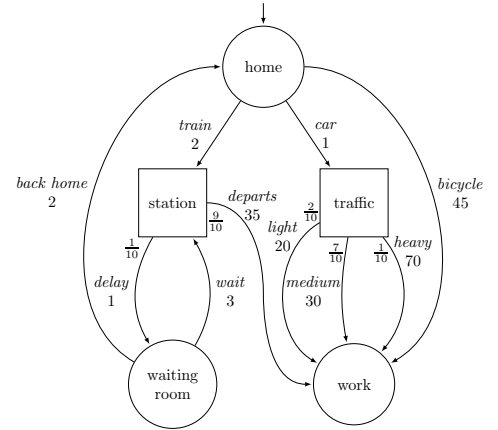 home
train
2
car
1
back home
2
bicycle
45
station
traffic
departs
35
9/10
2/10
light
20
1/10
7/10
1/10
heavy
70
delay
1
wait
3
medium
30
waiting
room
work